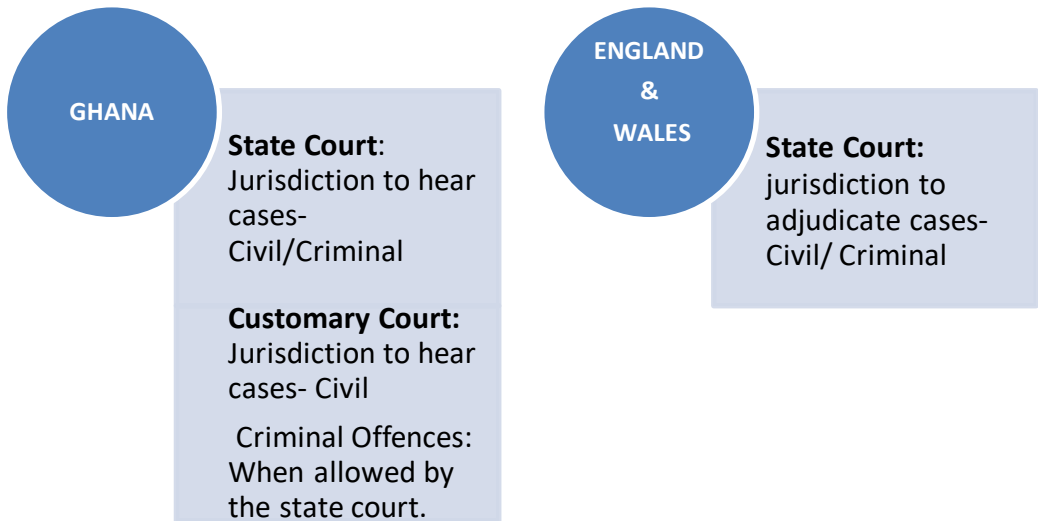 GHANA
State Court:
Jurisdiction to hear
cases-
Civil/Criminal
Customary Court:
Jurisdiction to hear
cases- Civil
Criminal Offences:
When allowed by
the state court.
ENGLAND
&
WALES
State Court:
jurisdiction to
adjudicate cases-
Civil/ Criminal